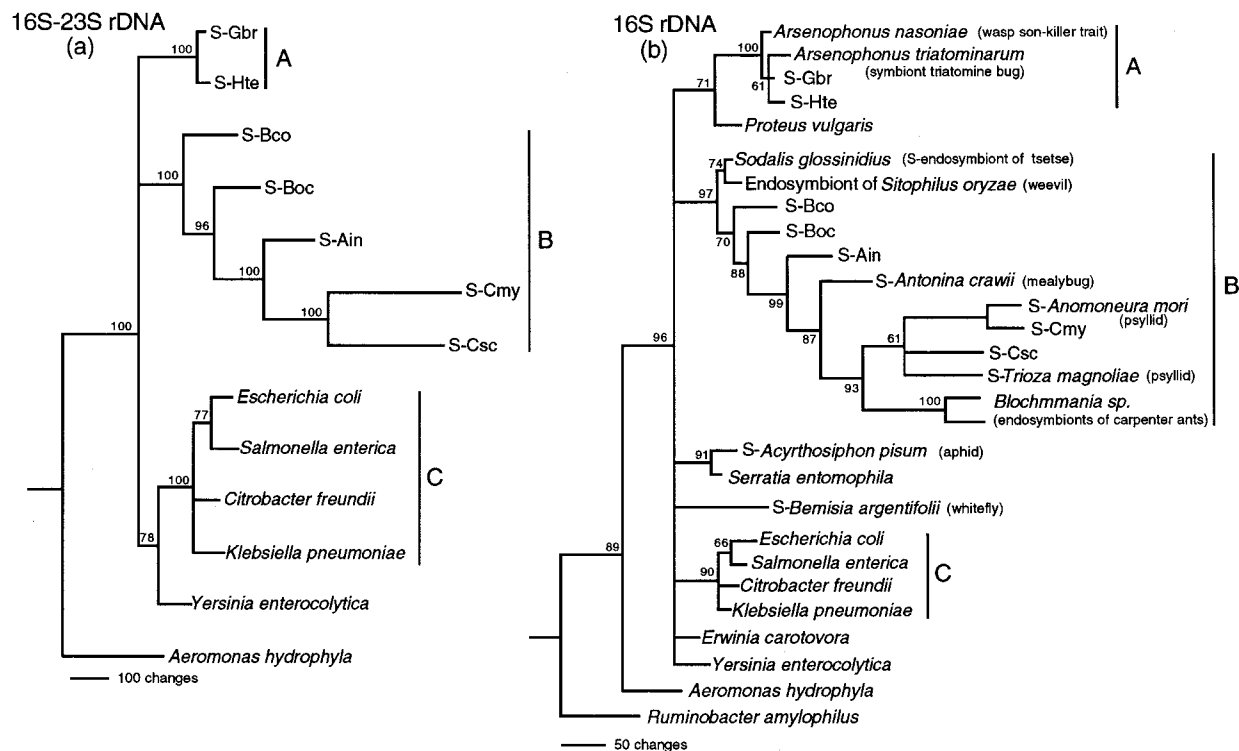 16S-23S rDNA
(a)
100
S-Gbr
S-Hte
A
S-Bco
100
S-Boc
96
S-Ain
B
100
S-Cmy
100
S-Csc
100
Escherichia coli
77
Salmonella enterica
100
C
Citrobacter freundii
Klebsiella pneumoniae
78
Yersinia enterocolytica
Aeromonas hydrophyla
100 changes
16S rDNA
(b)
Arsenophonus nasoniae (wasp son-killer trait)
100
Arsenophonus triatominarum
(symbiont triatomine bug)
A
S-Gbr
61
71
S-Hte
Proteus vulgaris
Sodalis glossinidius (S-endosymbiont of tsetse)
74
Endosymbiont of Sitophilus oryzae (weevil)
97
S-Bco
S-Boc
70
88
S-Ain
S-Antonina crawii (mealybug)
B
99
S-Anomoneura mori
(psyllid)
S-Cmy
87
61
S-Csc
S-Trioza magnoliae (psyllid)
93
100
Blochmmania sp.
(endosymbionts of carpenter ants)
96
S-Acyrthosiphon pisum (aphid)
91
Serratia entomophila
S-Bemisia argentifolii (whitefly)
Escherichia coli
66
Salmonella enterica
90
C
Citrobacter freundii
Klebsiella pneumoniae
89
Erwinia carotovora
Yersinia enterocolytica
Aeromonas hydrophyla
Ruminobacter amylophilus
50 changes